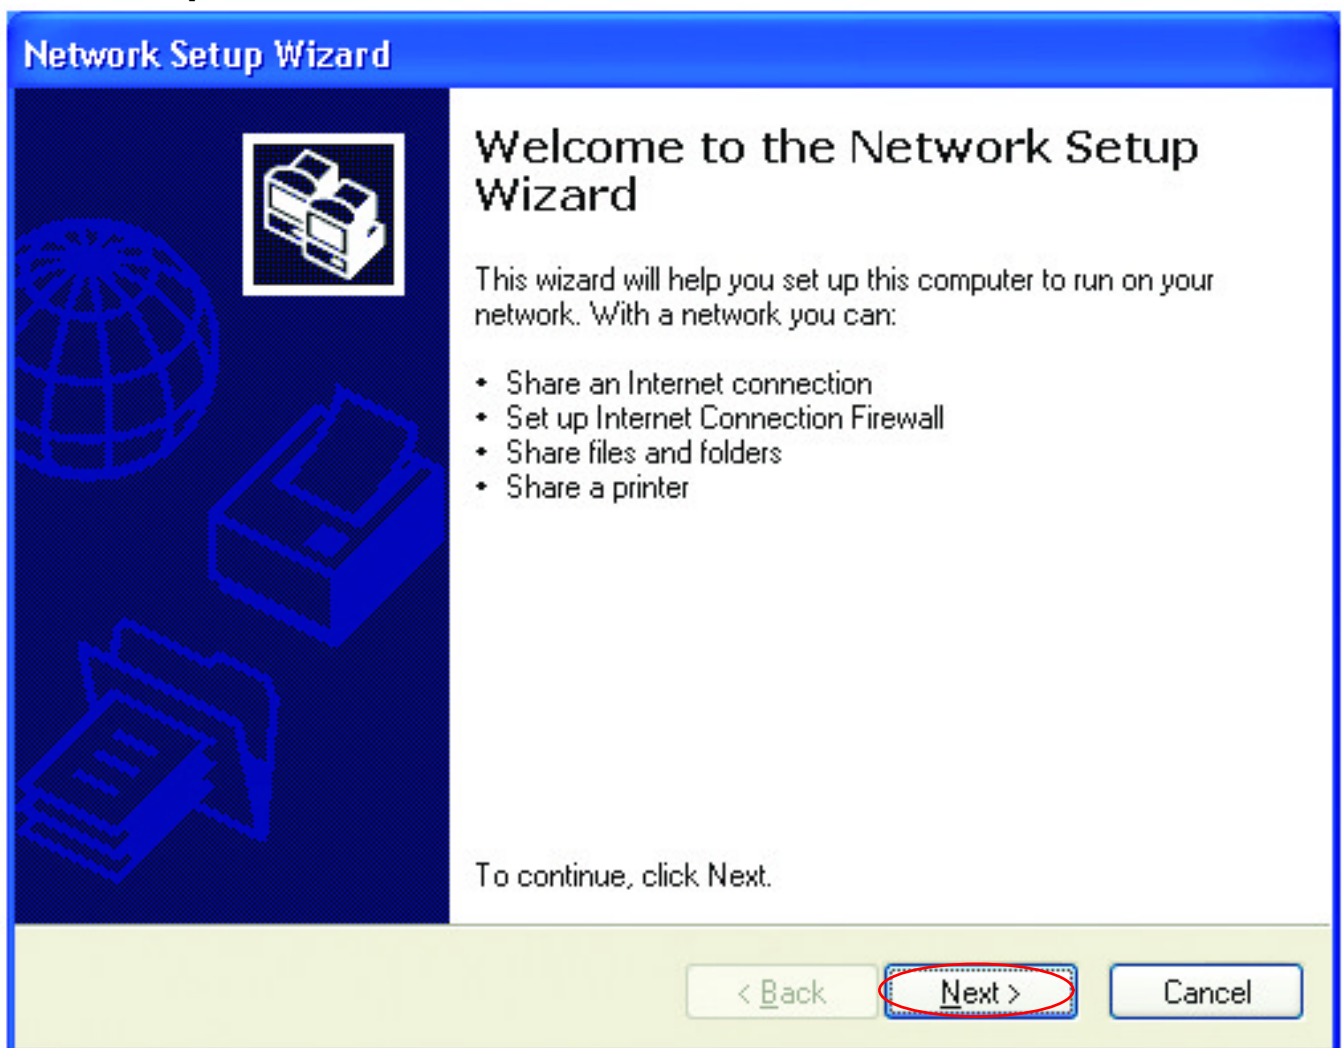 Network Setup Wizard
Welcome to the Network Setup
Wizard
This wizard will help you set up this computer to run on your
network. With a network you can:
• Share an Internet connection
• Set up Internet Connection Firewall
• Share files and folders
• Share a printer
To continue, click Next.
< Back Next > Cancel